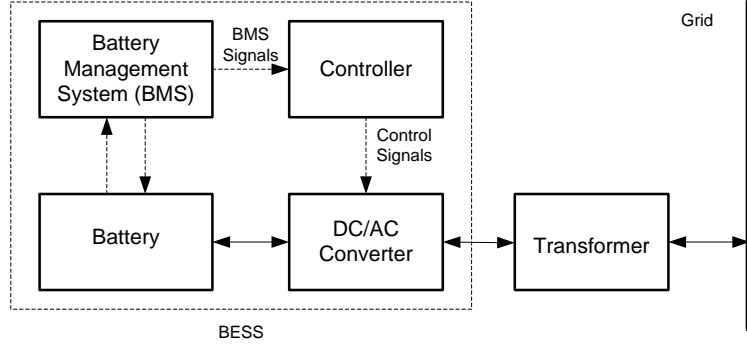 Grid
Battery
Management
System (BMS)
BMS
Signals
Controller
Control
Signals
Battery
DC/AC
Converter
Transformer
BESS